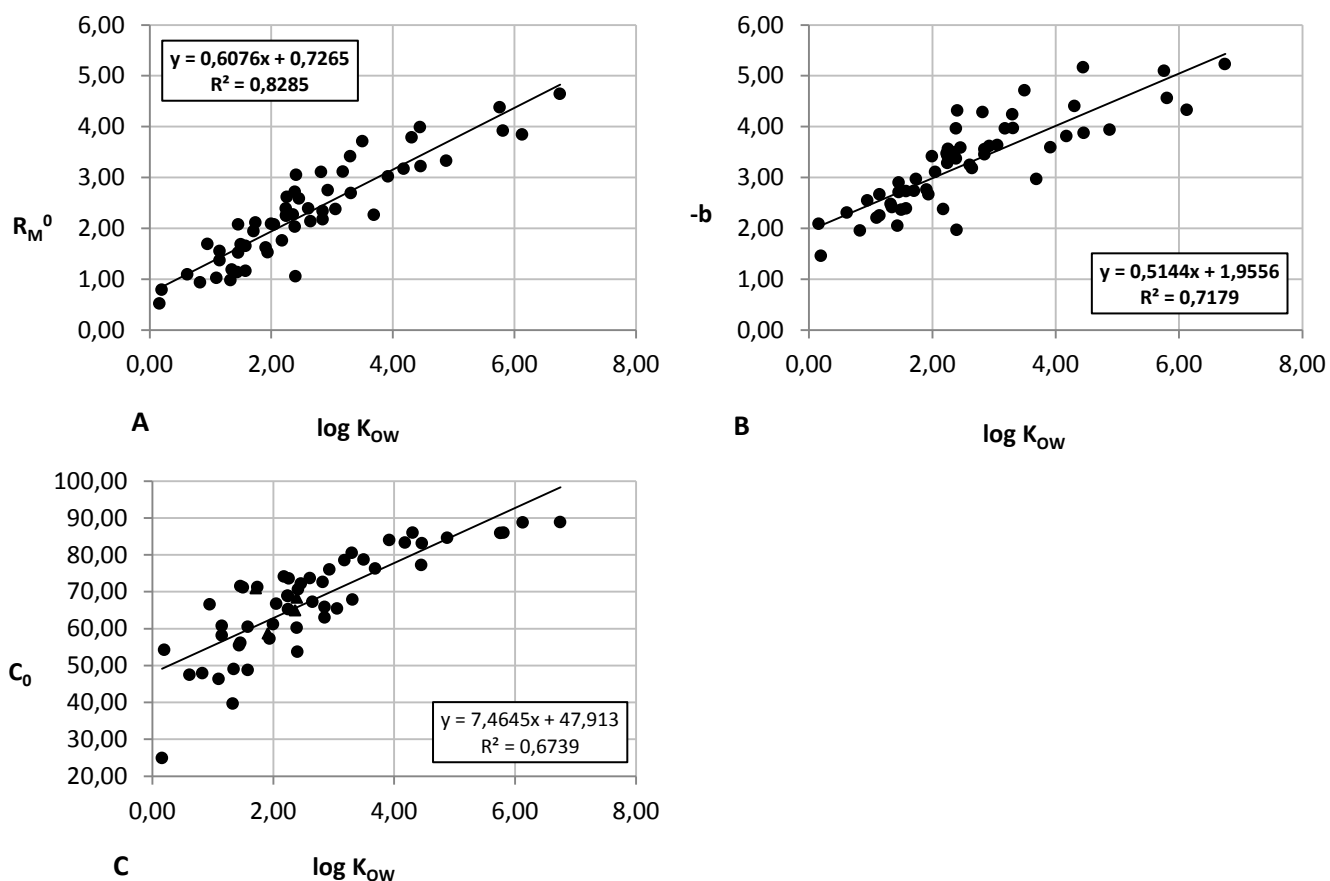 6,00
5,00
4,00
3,00
2,00
1,00
0,00
R_M^0
y = 0,6076x + 0,7265
R² = 0,8285
0,00 2,00 4,00 6,00 8,00
A
log K_OW
6,00
5,00
4,00
3,00
2,00
1,00
0,00
-b
y = 0,5144x + 1,9556
R² = 0,7179
0,00 2,00 4,00 6,00 8,00
B
log K_OW
100,00
90,00
80,00
70,00
60,00
50,00
40,00
30,00
20,00
C₀
y = 7,4645x + 47,913
R² = 0,6739
0,00 2,00 4,00 6,00 8,00
C
log K_OW